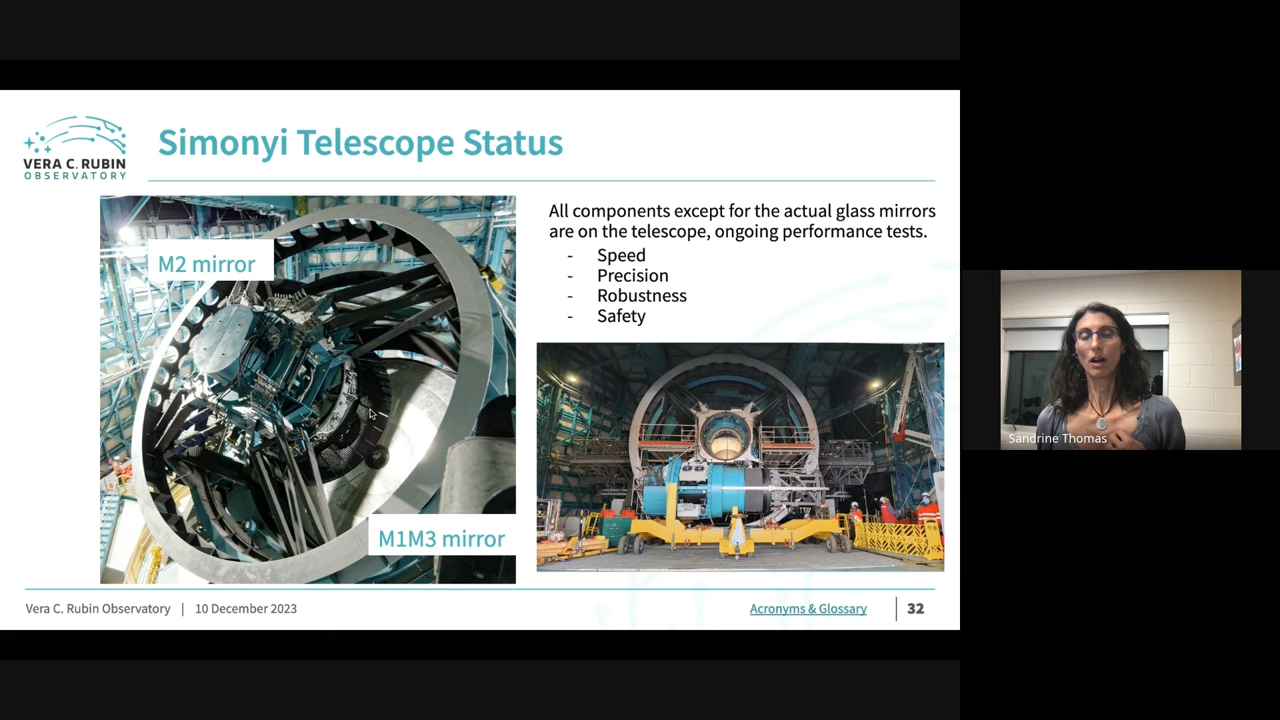 VERA C. RUBIN
OBSERVATORY
Simonyi Telescope Status
M2 mirror
M1M3 mirror
All components except for the actual glass mirrors
are on the telescope, ongoing performance tests.
- Speed
- Precision
- Robustness
- Safety
Vera C. Rubin Observatory | 10 December 2023
Acronyms & Glossary | 32
Sandrine Thomas